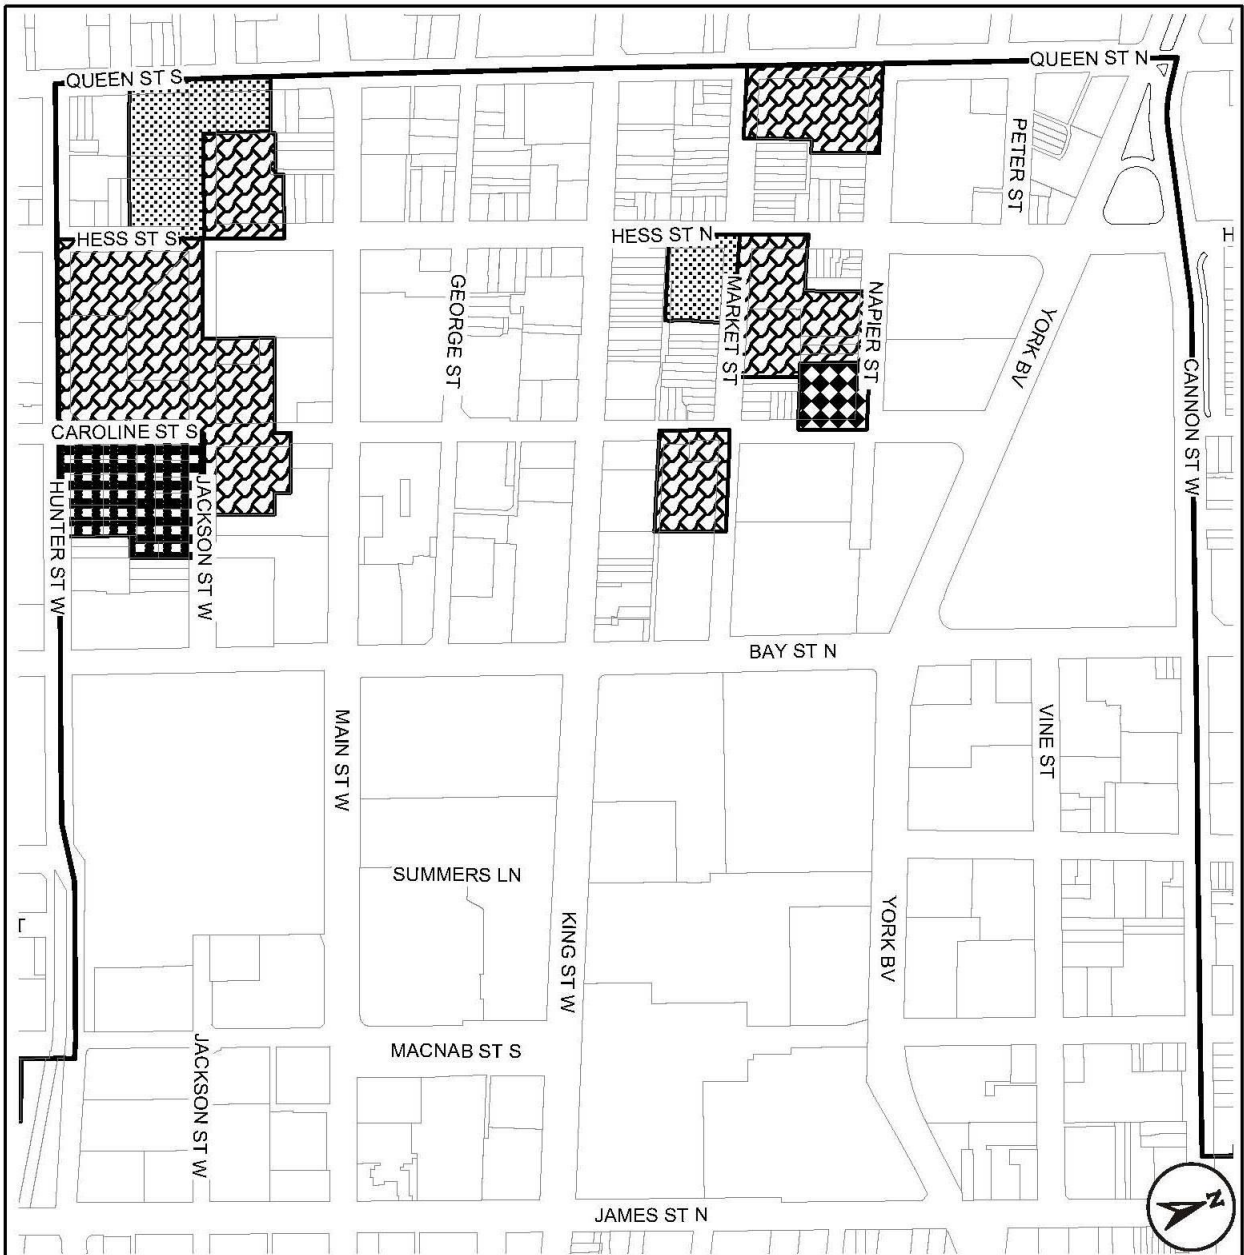 QUEEN ST S
QUEEN ST N
PETER ST
HESS ST S
HESS ST N
H
GEORGE ST
MARKET ST
NAPIER ST
YORK BV
CANNON ST W
CAROLINE ST S
HUNTER ST W
JACKSON ST W
BAY ST N
MAIN ST W
VINE ST
SUMMERS LN
KING ST W
YORK BV
T
JACKSON ST W
MACNAB ST S
JAMES ST N
N